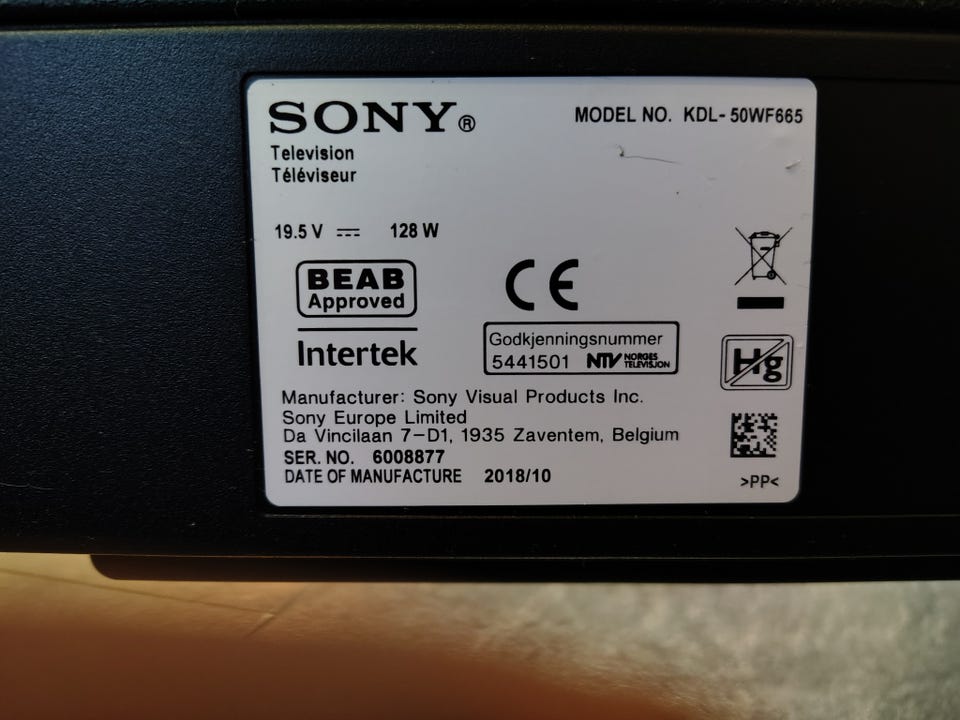 SONY®
MODEL NO. KDL-50WF665
Television
Téléviseur
19.5 V ⎓ 128 W
BEAB
Approved
Intertek
CE
Godkjenningsnummer
5441501 NTV NORGES TELEVISJON
Hg
Manufacturer: Sony Visual Products Inc.
Sony Europe Limited
Da Vincilaan 7-D1, 1935 Zaventem, Belgium
SER. NO. 6008877
DATE OF MANUFACTURE 2018/10
>PP<